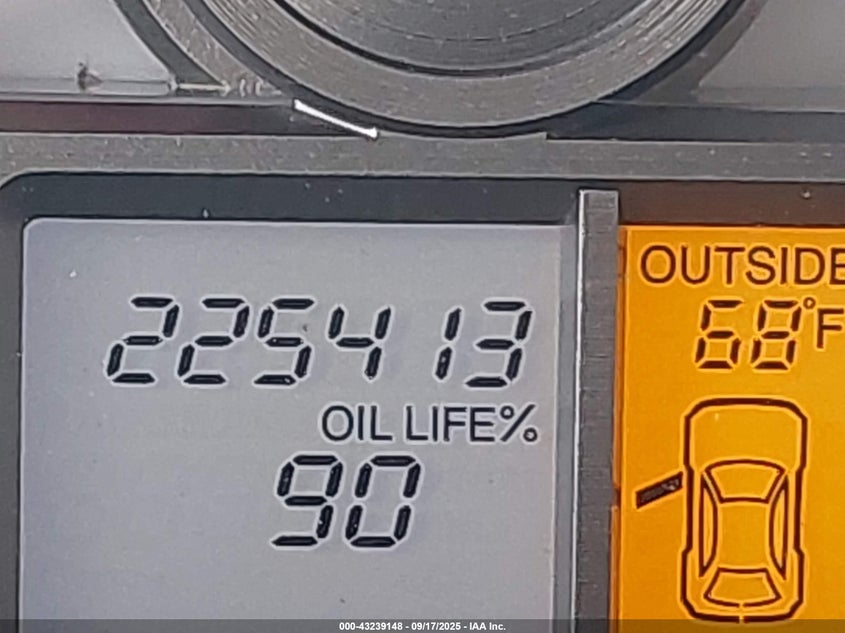 225413
OIL LIFE%
90
OUTSIDE
68°F
000-43239148 - 09/17/2025 - IAA Inc.